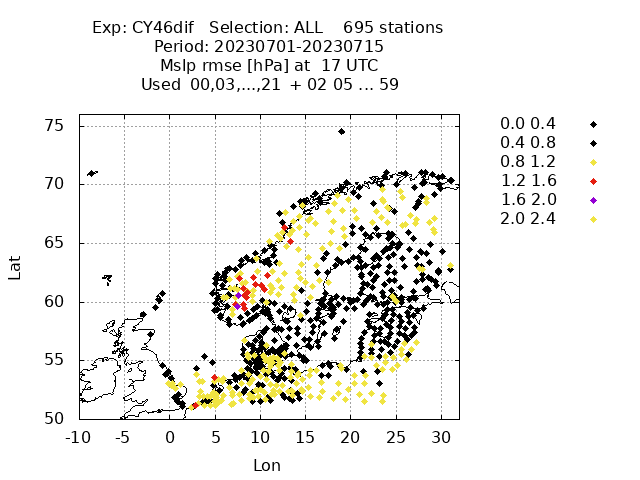 Exp: CY46dif   Selection: ALL    695 stations
Period: 20230701-20230715
Mslp rmse [hPa] at  17 UTC
Used  00,03,...,21  + 02 05 ... 59
75
70
65
60
55
50
-10 -5 0 5 10 15 20 25 30
Lat
Lon
0.0 0.4
0.4 0.8
0.8 1.2
1.2 1.6
1.6 2.0
2.0 2.4